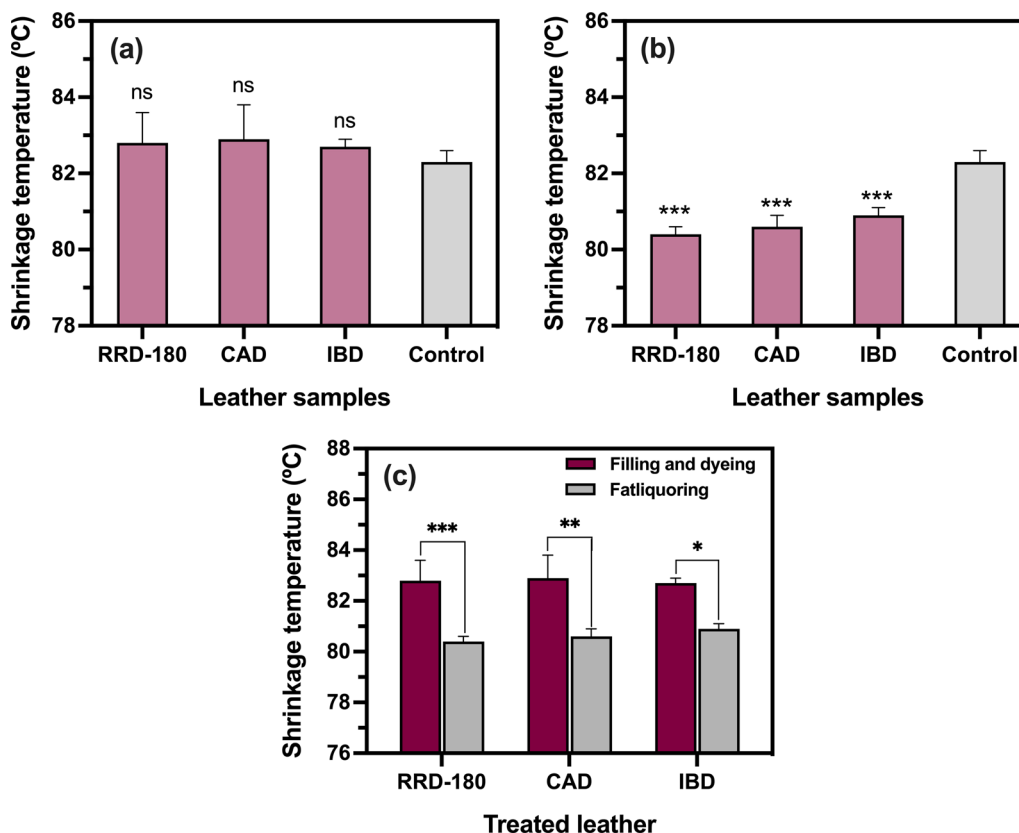 (a)
Shrinkage temperature (ºC)
86
84
82
80
78
ns
ns
ns
RRD-180 CAD IBD Control
Leather samples
(b)
Shrinkage temperature (ºC)
86
84
82
80
78
***
***
***
RRD-180 CAD IBD Control
Leather samples
(c)
Shrinkage temperature (ºC)
88
86
84
82
80
78
76
Filling and dyeing
Fatliquoring
***
**
*
RRD-180 CAD IBD
Treated leather